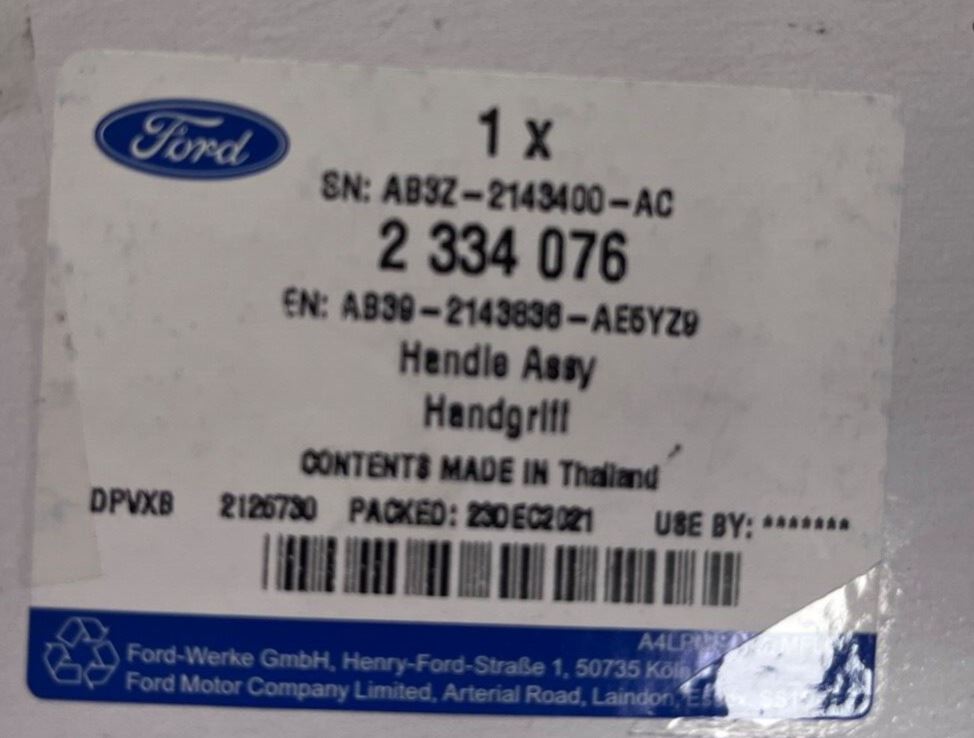 Ford
1 x
SN: AB3Z-2143400-AC
2 334 076
EN: AB39-2143636-AE5YZ9
Handle Assy
Handgriff
CONTENTS MADE IN Thailand
DPVXB 2126730 PACKED: 23DEC2021 USE BY: *******
Ford-Werke GmbH, Henry-Ford-Straße 1, 50735 Köln
Ford Motor Company Limited, Arterial Road, Laindon, Essex,